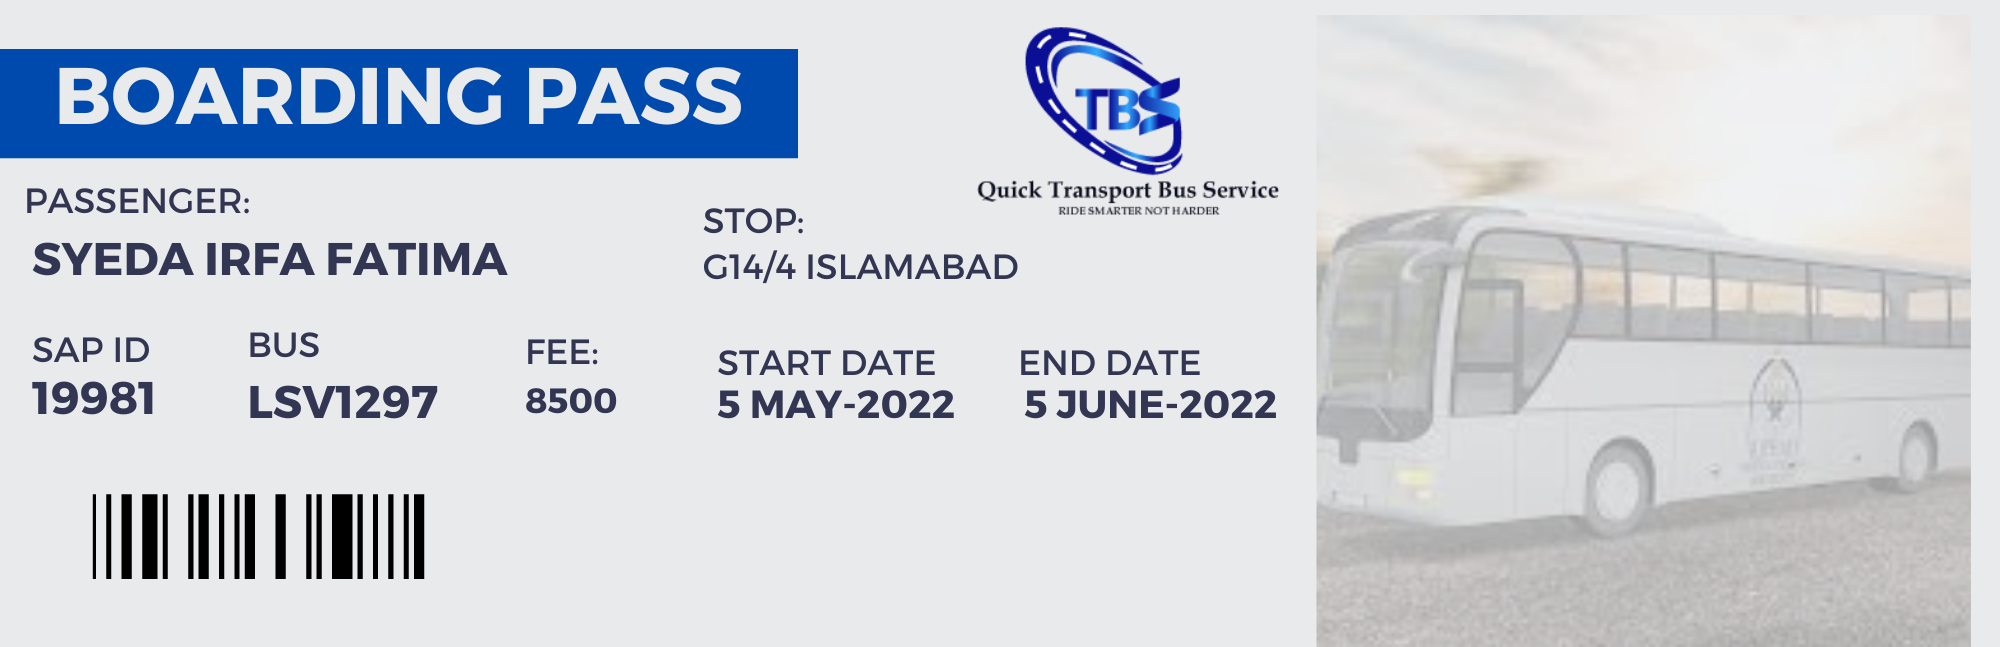 BOARDING PASS
TBS
Quick Transport Bus Service
RIDE SMARTER NOT HARDER
PASSENGER:
SYEDA IRFA FATIMA
STOP:
G14/4 ISLAMABAD
SAP ID
19981
BUS
LSV1297
FEE:
8500
START DATE
5 MAY-2022
END DATE
5 JUNE-2022